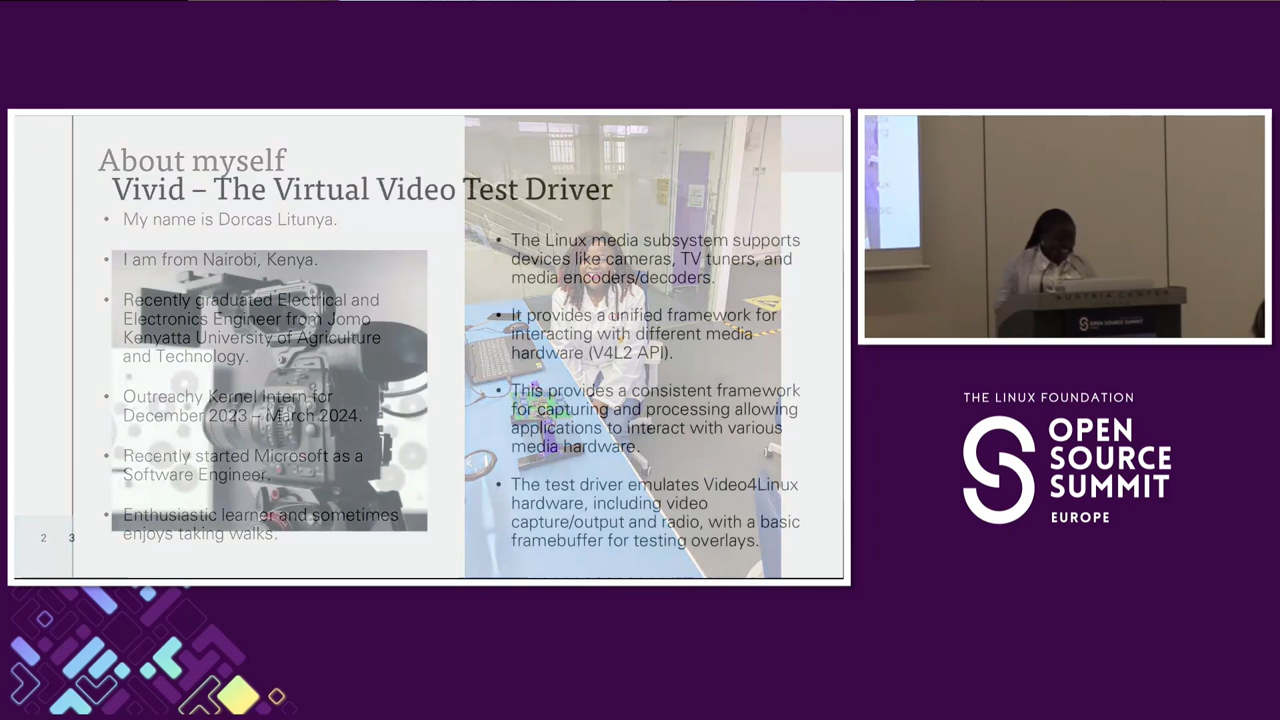 About myself
• My name is Dorcas Litunya.
• I am from Nairobi, Kenya.
• Recently graduated Electrical and
Electronics Engineer from Jomo
Kenyatta University of Agriculture
and Technology.
• Outreachy Kernel Intern for
December 2023 – March 2024.
• Recently started Microsoft as a
Software Engineer.
• Enthusiastic learner and sometimes
enjoys taking walks.
2
Vivid – The Virtual Video Test Driver
• The Linux media subsystem supports
devices like cameras, TV tuners, and
media encoders/decoders.
• It provides a unified framework for
interacting with different media
hardware (V4L2 API).
• This provides a consistent framework
for capturing and processing allowing
applications to interact with various
media hardware.
• The test driver emulates Video4Linux
hardware, including video
capture/output and radio, with a basic
framebuffer for testing overlays.
3
AUSTRIA CENTER
OPEN SOURCE SUMMIT
THE LINUX FOUNDATION
OPEN
SOURCE
SUMMIT
EUROPE